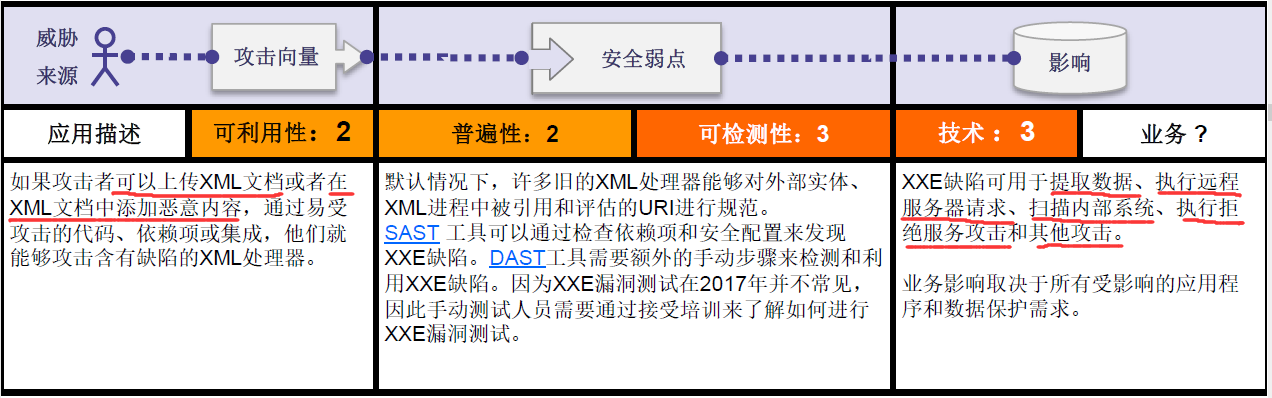 威胁
来源
攻击向量
安全弱点
影响
应用描述
可利用性：2
普遍性：2
可检测性：3
技术：3
业务？
如果攻击者可以上传XML文档或者在
XML文档中添加恶意内容，通过易受
攻击的代码、依赖项或集成，他们就
能够攻击含有缺陷的XML处理器。
默认情况下，许多旧的XML处理器能够对外部实体、
XML进程中被引用和评估的URI进行规范。
SAST 工具可以通过检查依赖项和安全配置来发现
XXE缺陷。DAST工具需要额外的手动步骤来检测和利
用XXE缺陷。因为XXE漏洞测试在2017年并不常见，
因此手动测试人员需要通过接受培训来了解如何进行
XXE漏洞测试。
XXE缺陷可用于提取数据、执行远程
服务器请求、扫描内部系统、执行拒
绝服务攻击和其他攻击。
业务影响取决于所有受影响的应用程
序和数据保护需求。